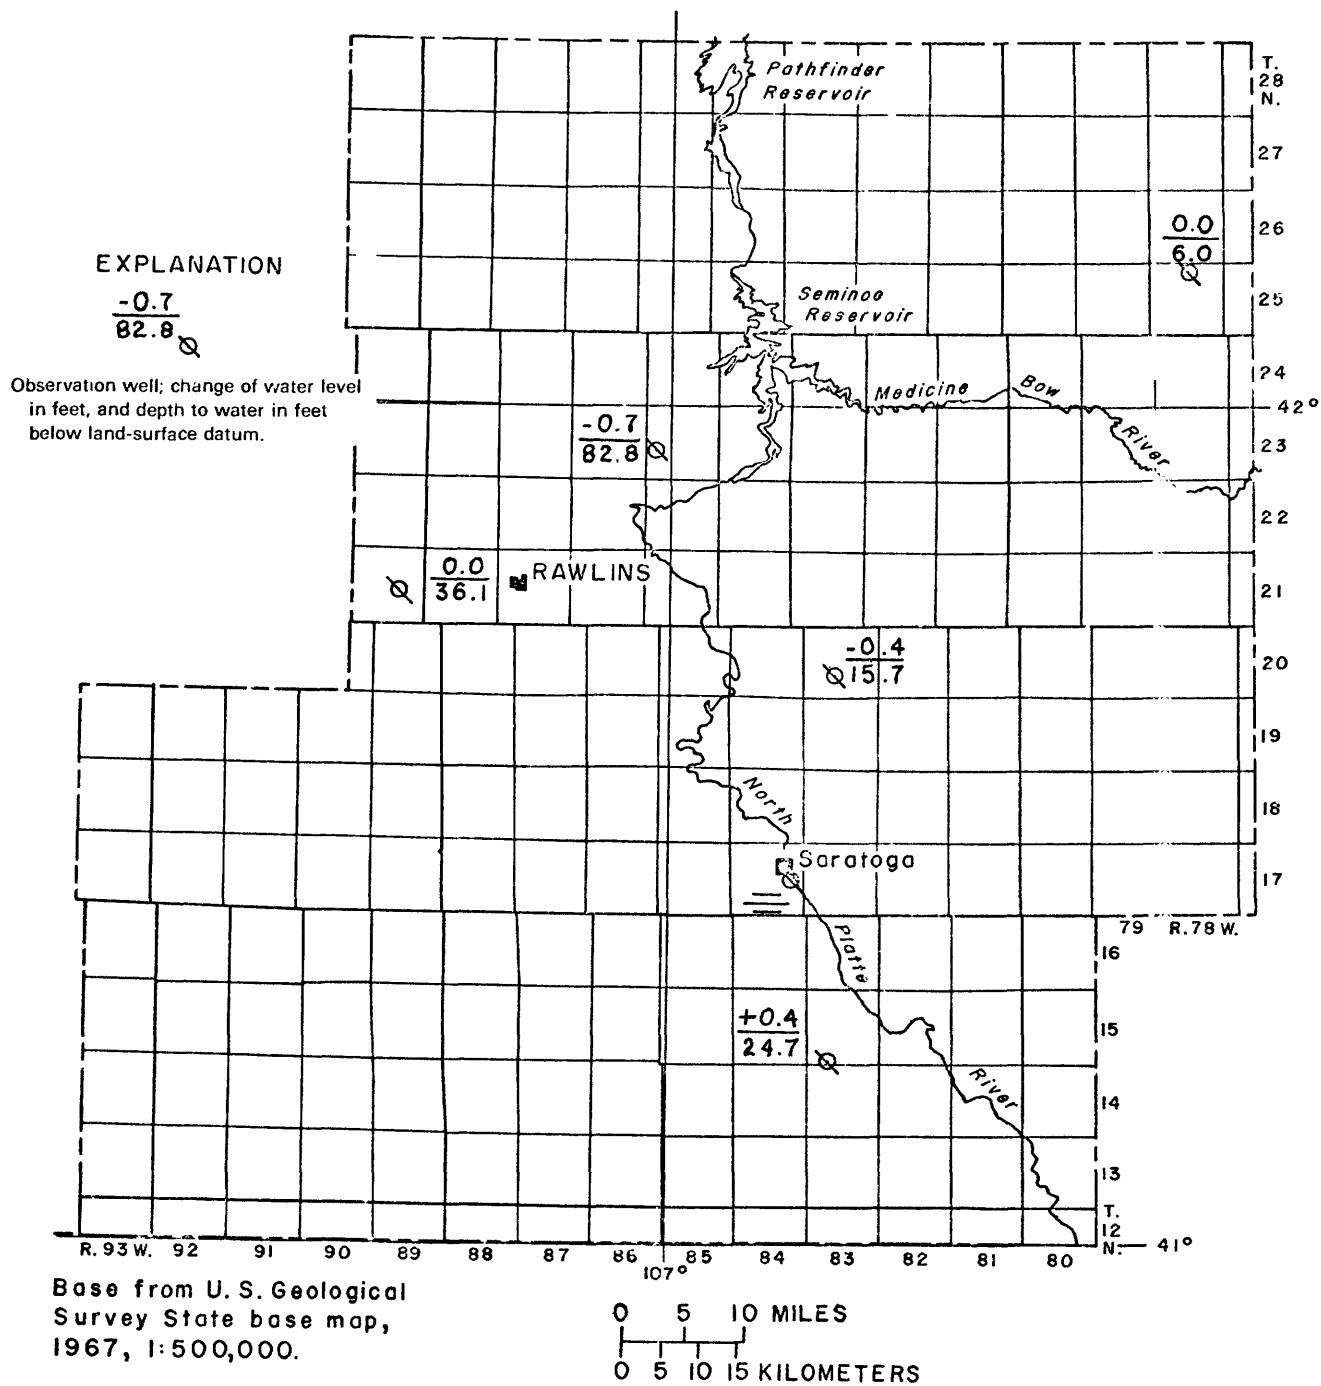 Pathfinder
Reservoir
T.
28
N.
27
0.0
6.0
26
EXPLANATION
-0.7
82.8
Seminoe
Reservoir
25
Observation well; change of water level
in feet, and depth to water in feet
below land-surface datum.
24
Medicine Bow River
42°
-0.7
82.8
23
22
0.0
36.1
RAWLINS
21
-0.4
15.7
20
19
North
18
Saratoga
17
79 R.78 W.
Platte
16
+0.4
24.7
15
River
14
13
T.
12
N.
41°
R.93 W. 92 91 90 89 88 87 86 85 84 83 82 81 80
107°
Base from U.S. Geological
Survey State base map,
1967, 1:500,000.
0 5 10 MILES
0 5 10 15 KILOMETERS